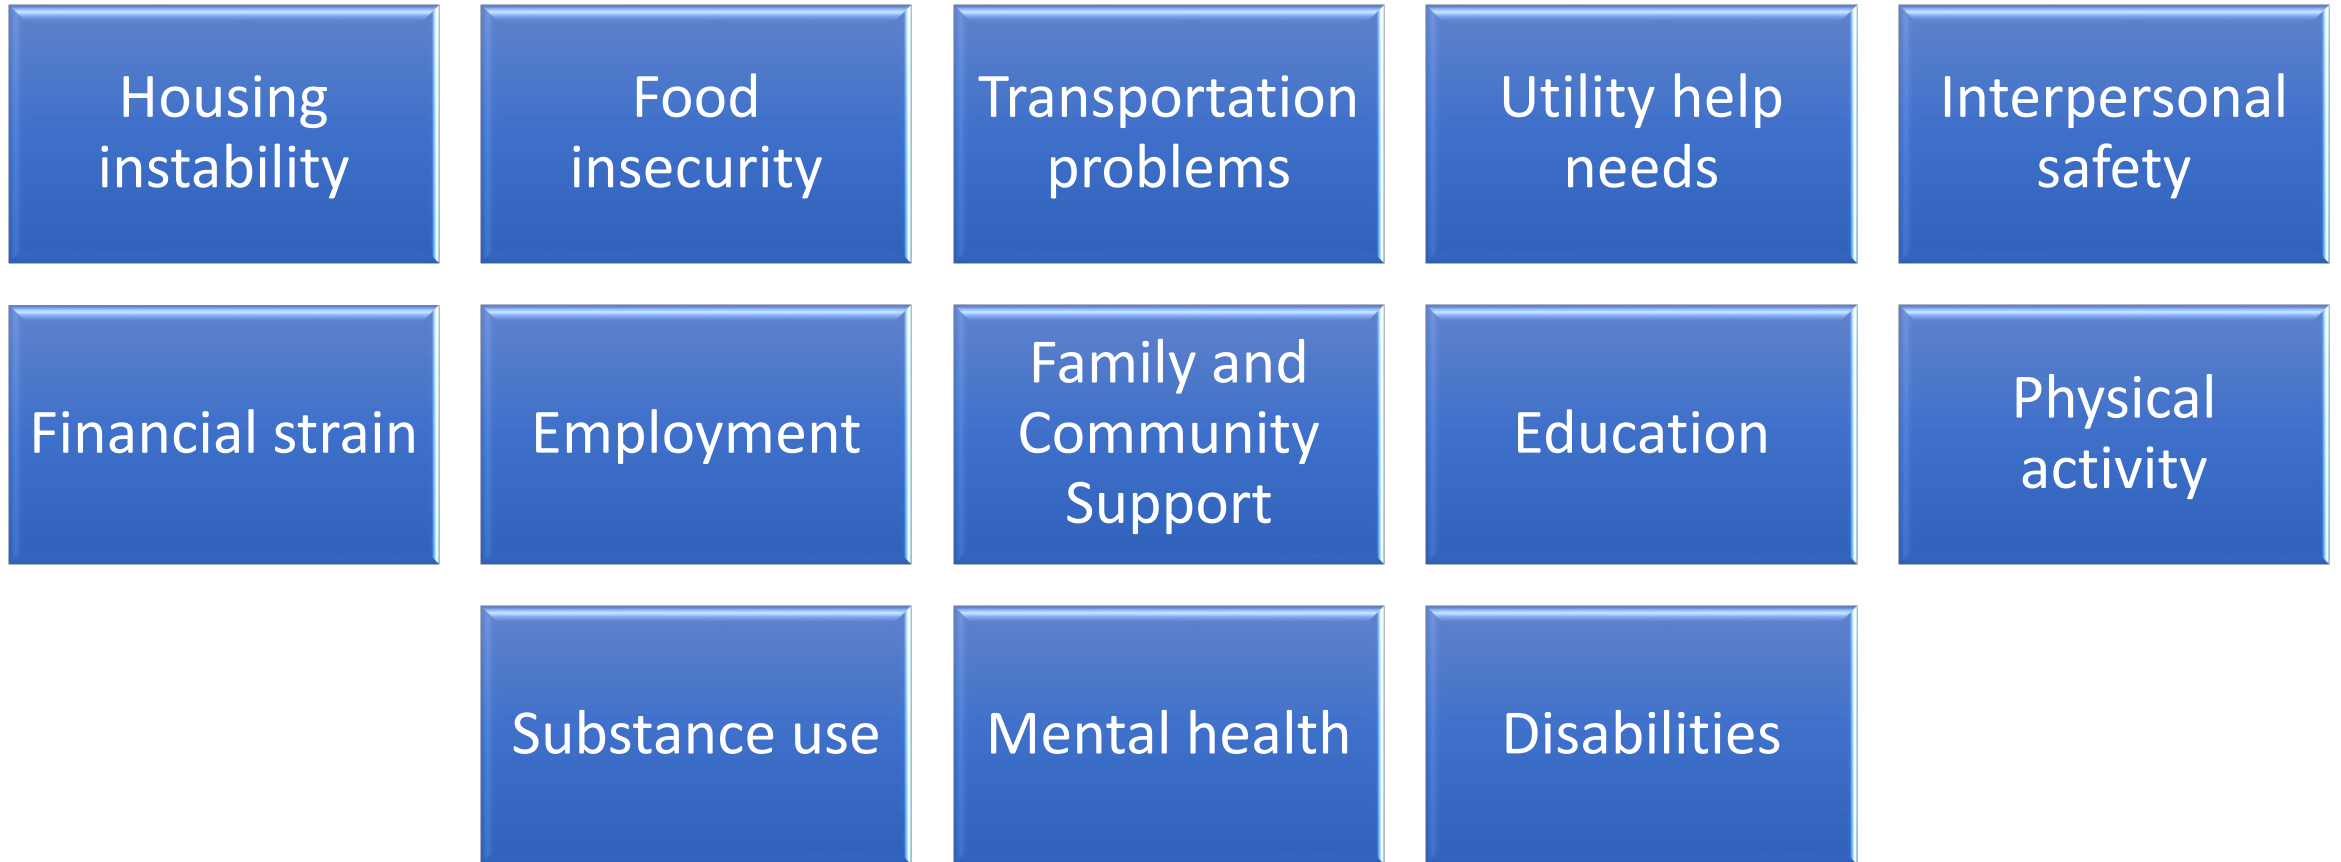 Housing
instability
Food
insecurity
Transportation
problems
Utility help
needs
Interpersonal
safety
Financial strain
Employment
Family and
Community
Support
Education
Physical
activity
Substance use
Mental health
Disabilities